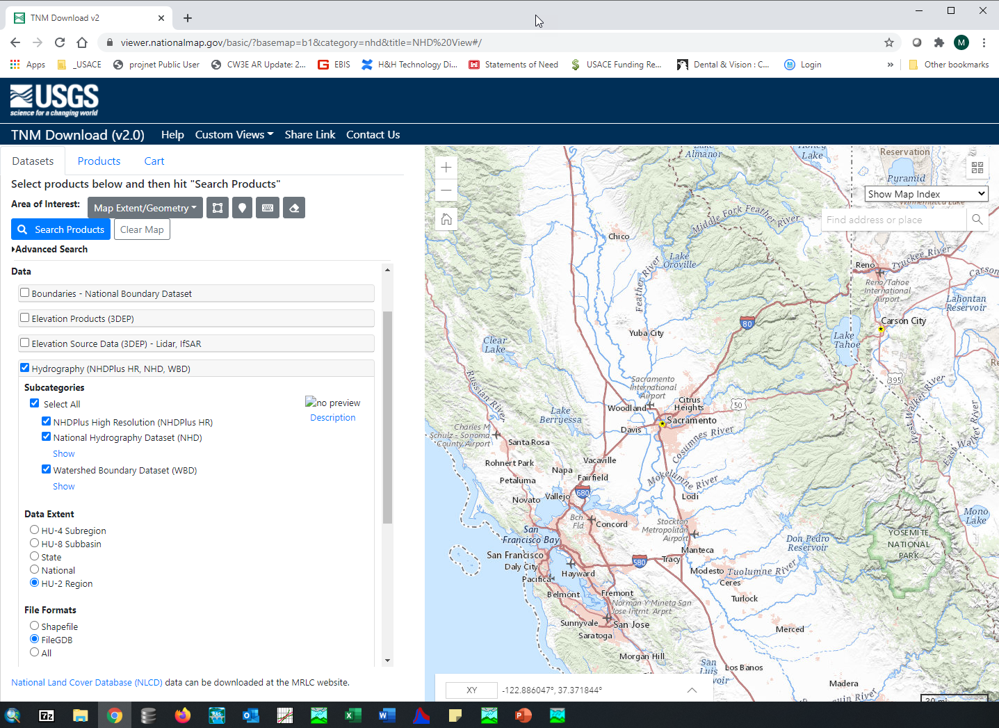 TNM Download v2
viewer.nationalmap.gov/basic/?basemap=b1&category=nhd&title=NHD%20View#/
M
Apps
_USACE
projnet Public User
CW3E AR Update: 2...
EBIS
H&H Technology Di...
Statements of Need
USACE Funding Re...
Dental & Vision : C...
Login
»
Other bookmarks
USGS
science for a changing world
TNM Download (v2.0)
Help
Custom Views
Share Link
Contact Us
Datasets
Products
Cart
Select products below and then hit "Search Products"
Area of Interest:
Map Extent/Geometry
Search Products
Clear Map
Advanced Search
Data
Boundaries - National Boundary Dataset
Elevation Products (3DEP)
Elevation Source Data (3DEP) - Lidar, IfSAR
Hydrography (NHDPlus HR, NHD, WBD)
Subcategories
Select All
no preview
Description
NHDPlus High Resolution (NHDPlus HR)
National Hydrography Dataset (NHD)
Show
Watershed Boundary Dataset (WBD)
Show
Data Extent
HU-4 Subregion
HU-8 Subbasin
State
National
HU-2 Region
File Formats
Shapefile
FileGDB
All
National Land Cover Database (NLCD) data can be downloaded at the MRLC website.
Lake
Almanor
Honey
Lake
Reservation
Pyramid
Lake
Show Map Index
Winnemucca Lake
Find address or place
Middle Fork Feather River
Chico
Lake
Oroville
Feather River
Reno
Truckee River
Carson
Reno/Tahoe
International
Airport
Lahontan
Reservoir
80
Carson City
Yuba City
Lake
Tahoe
Clear
Lake
Russian River
Sacramento
International
Airport
395
Citrus
Heights
50
Woodland
Lake
Berryessa
Sacramento
Davis
Charles M
Schulz - Sonoma
County Airport
Santa Rosa
Cosumnes River
West Walker River
East Walker River
Rohnert Park
Vacaville
Napa
Fairfield
Petaluma
Mokelumne River
680
Novato
Vallejo
Lodi
Bch.
Fld.
Concord
Stockton
Metropolitan
Airport
Mono
Lake
San
Francisco Bay
YOSEMITE
NATIONAL
PARK
Don Pedro
Reservoir
San Francisco
Daly City
Manteca
580
Tracy
Pacifica
Hayward
Modesto
Tuolumne River
Ceres
Belmont
Fremont
Turlock
Norman Y Mineta San
Jose Intrnt. Arprt
Sunnyvale
San Jose
Saratoga
Merced
Morgan Hill
San
Luis
Los Banos
Madera
XY
-122.886047°, 37.371844°
7z